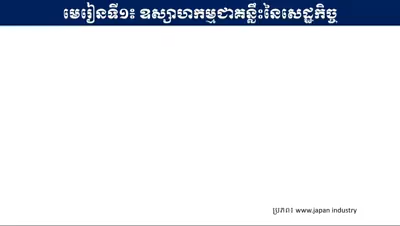 មេរៀនទី១៖ ឧស្សាហកម្មជាគន្លឹះនៃសេដ្ឋកិច្ច
ប្រភព៖ www.japan industry